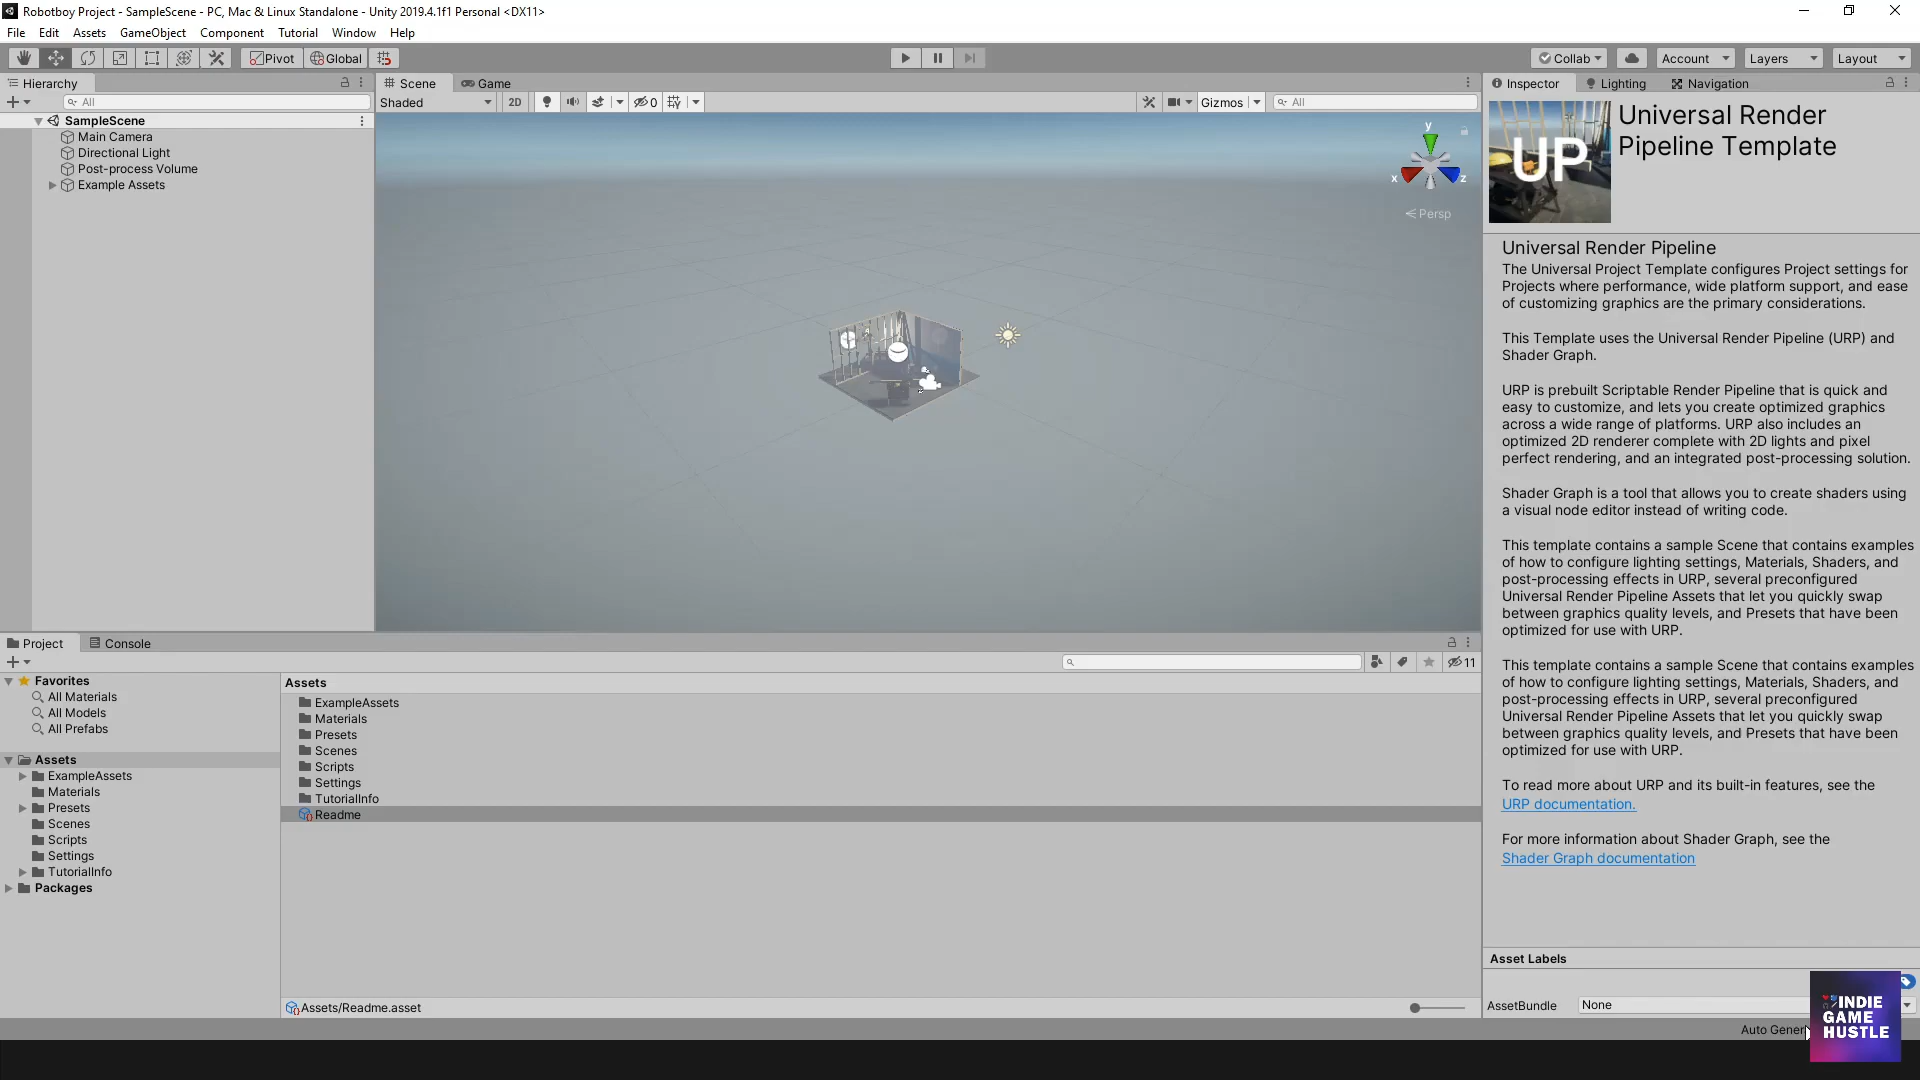 Robotboy Project - SampleScene - PC, Mac & Linux Standalone - Unity 2019.4.1f1 Personal <DX11>
File Edit Assets GameObject Component Tutorial Window Help
Pivot Global Collab Account Layers Layout
Hierarchy
All
SampleScene
Main Camera
Directional Light
Post-process Volume
Example Assets
Scene Game
Shaded 2D 0 Gizmos All
y
x z
Persp
Inspector Lighting Navigation
UP
Universal Render
Pipeline Template
Universal Render Pipeline
The Universal Project Template configures Project settings for
Projects where performance, wide platform support, and ease
of customizing graphics are the primary considerations.
This Template uses the Universal Render Pipeline (URP) and
Shader Graph.
URP is prebuilt Scriptable Render Pipeline that is quick and
easy to customize, and lets you create optimized graphics
across a wide range of platforms. URP also includes an
optimized 2D renderer complete with 2D lights and pixel
perfect rendering, and an integrated post-processing solution.
Shader Graph is a tool that allows you to create shaders using
a visual node editor instead of writing code.
This template contains a sample Scene that contains examples
of how to configure lighting settings, Materials, Shaders, and
post-processing effects in URP, several preconfigured
Universal Render Pipeline Assets that let you quickly swap
between graphics quality levels, and Presets that have been
optimized for use with URP.
This template contains a sample Scene that contains examples
of how to configure lighting settings, Materials, Shaders, and
post-processing effects in URP, several preconfigured
Universal Render Pipeline Assets that let you quickly swap
between graphics quality levels, and Presets that have been
optimized for use with URP.
To read more about URP and its built-in features, see the
URP documentation.
For more information about Shader Graph, see the
Shader Graph documentation
Asset Labels
AssetBundle None
Auto Gener
INDIE
GAME
HUSTLE
Project Console
11
Favorites
All Materials
All Models
All Prefabs
Assets
ExampleAssets
Materials
Presets
Scenes
Scripts
Settings
TutorialInfo
Packages
Assets
ExampleAssets
Materials
Presets
Scenes
Scripts
Settings
TutorialInfo
Readme
Assets/Readme.asset